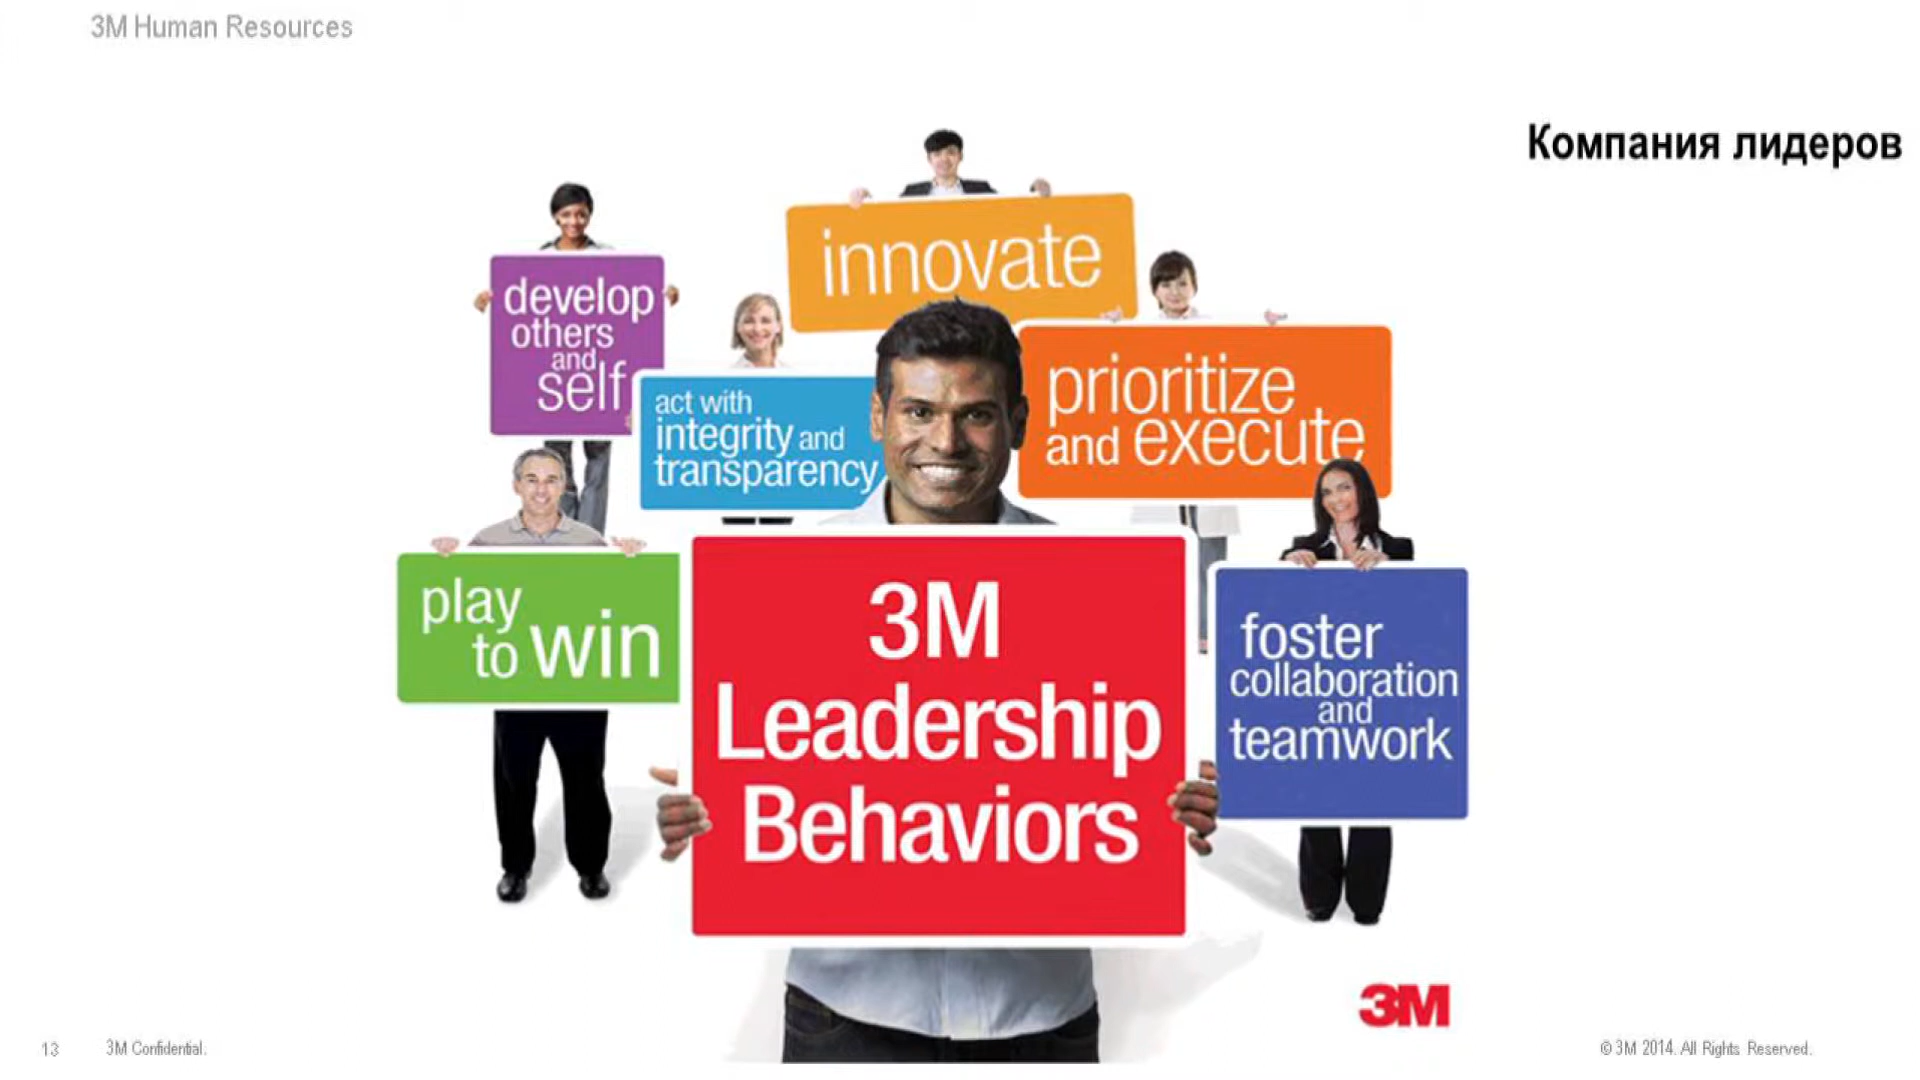 3M Human Resources
Компания лидеров
innovate
develop
others
and
self
act with
integrity and
transparency
prioritize
and execute
play
to win
3M
Leadership
Behaviors
foster
collaboration
and
teamwork
3M
13
3M Confidential.
© 3M 2014. All Rights Reserved.